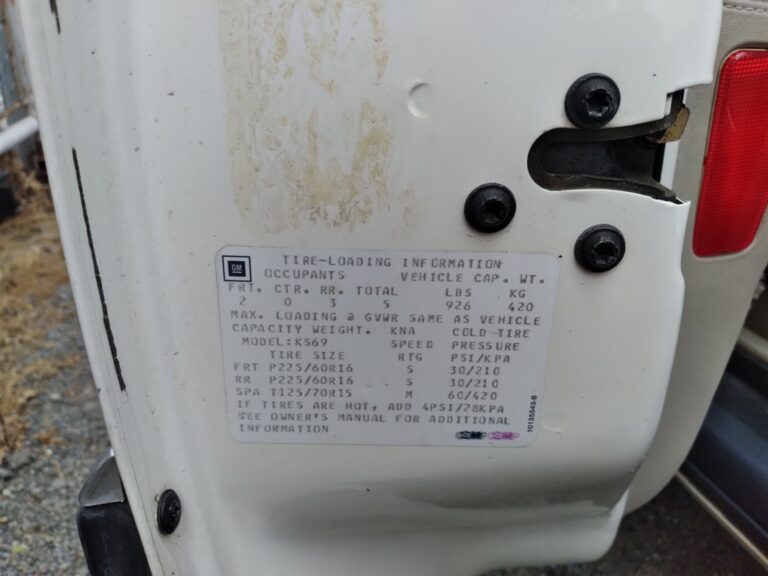 GM
TIRE-LOADING INFORMATION
OCCUPANTS VEHICLE CAP. WT.
FRT. CTR. RR. TOTAL LBS KG
2 0 3 5 926 420
MAX. LOADING @ GVWR SAME AS VEHICLE
CAPACITY WEIGHT. KNA COLD TIRE
MODEL:KS69 SPEED PRESSURE
TIRE SIZE RTG PSI/KPA
FRT P225/60R16 S 30/210
RR P225/60R16 S 30/210
SPA T125/70R15 M 60/420
IF TIRES ARE HOT, ADD 4PSI/28KPA
SEE OWNER'S MANUAL FOR ADDITIONAL
INFORMATION
10135543-B